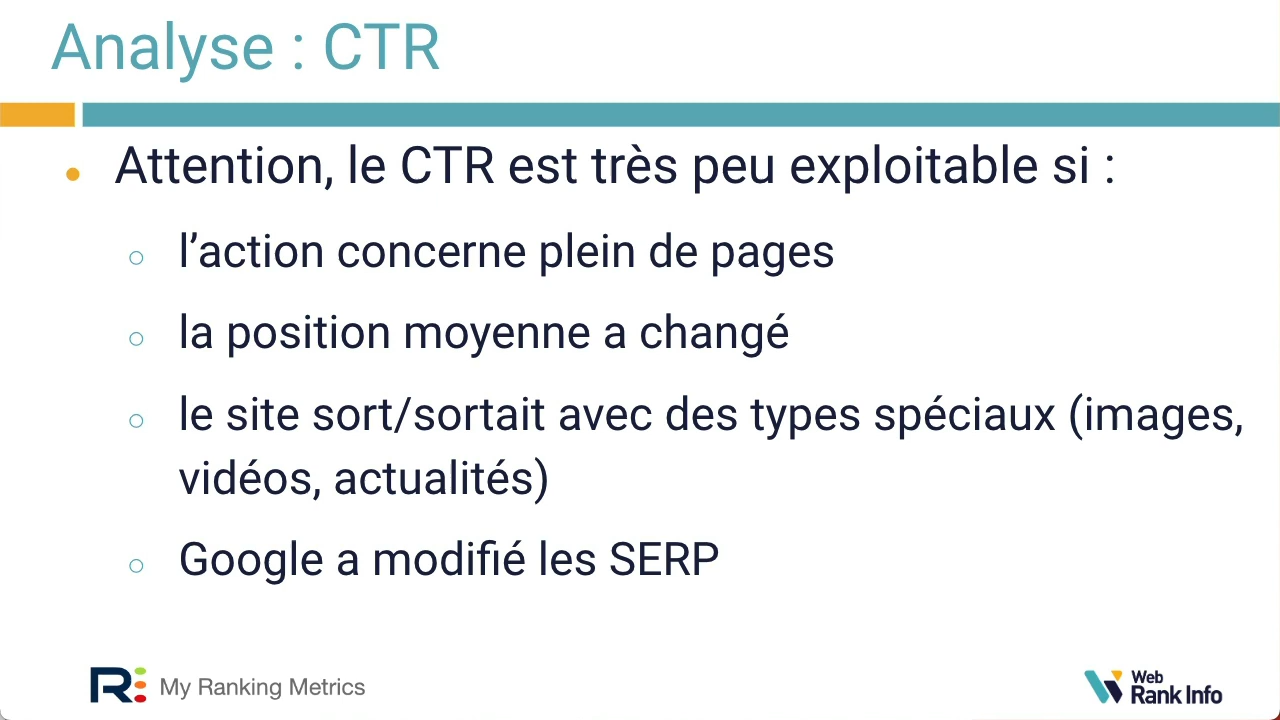 Analyse : CTR
Attention, le CTR est très peu exploitable si :
l’action concerne plein de pages
la position moyenne a changé
le site sort/sortait avec des types spéciaux (images,
vidéos, actualités)
Google a modifié les SERP
My Ranking Metrics
Web
Rank Info